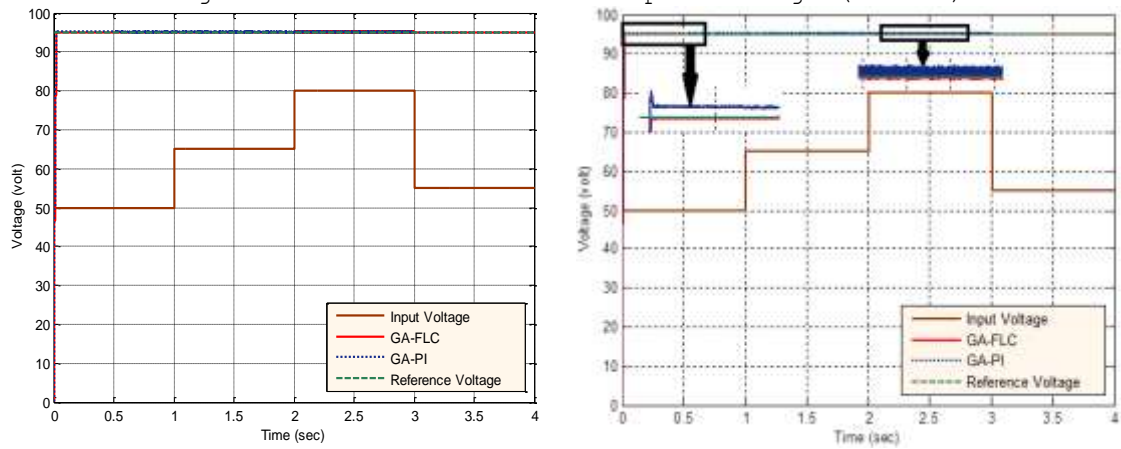 100
90
80
70
60
50
40
30
20
10
0
Voltage (volt)
0 0.5 1 1.5 2 2.5 3 3.5 4
Time (sec)
Input Voltage
GA-FLC
GA-PI
Reference Voltage
100
90
80
70
60
50
40
30
20
10
0
Voltage (volt)
0 0.5 1 1.5 2 2.5 3 3.5 4
Time (sec)
Input Voltage
GA-FLC
GA-PI
Reference Voltage